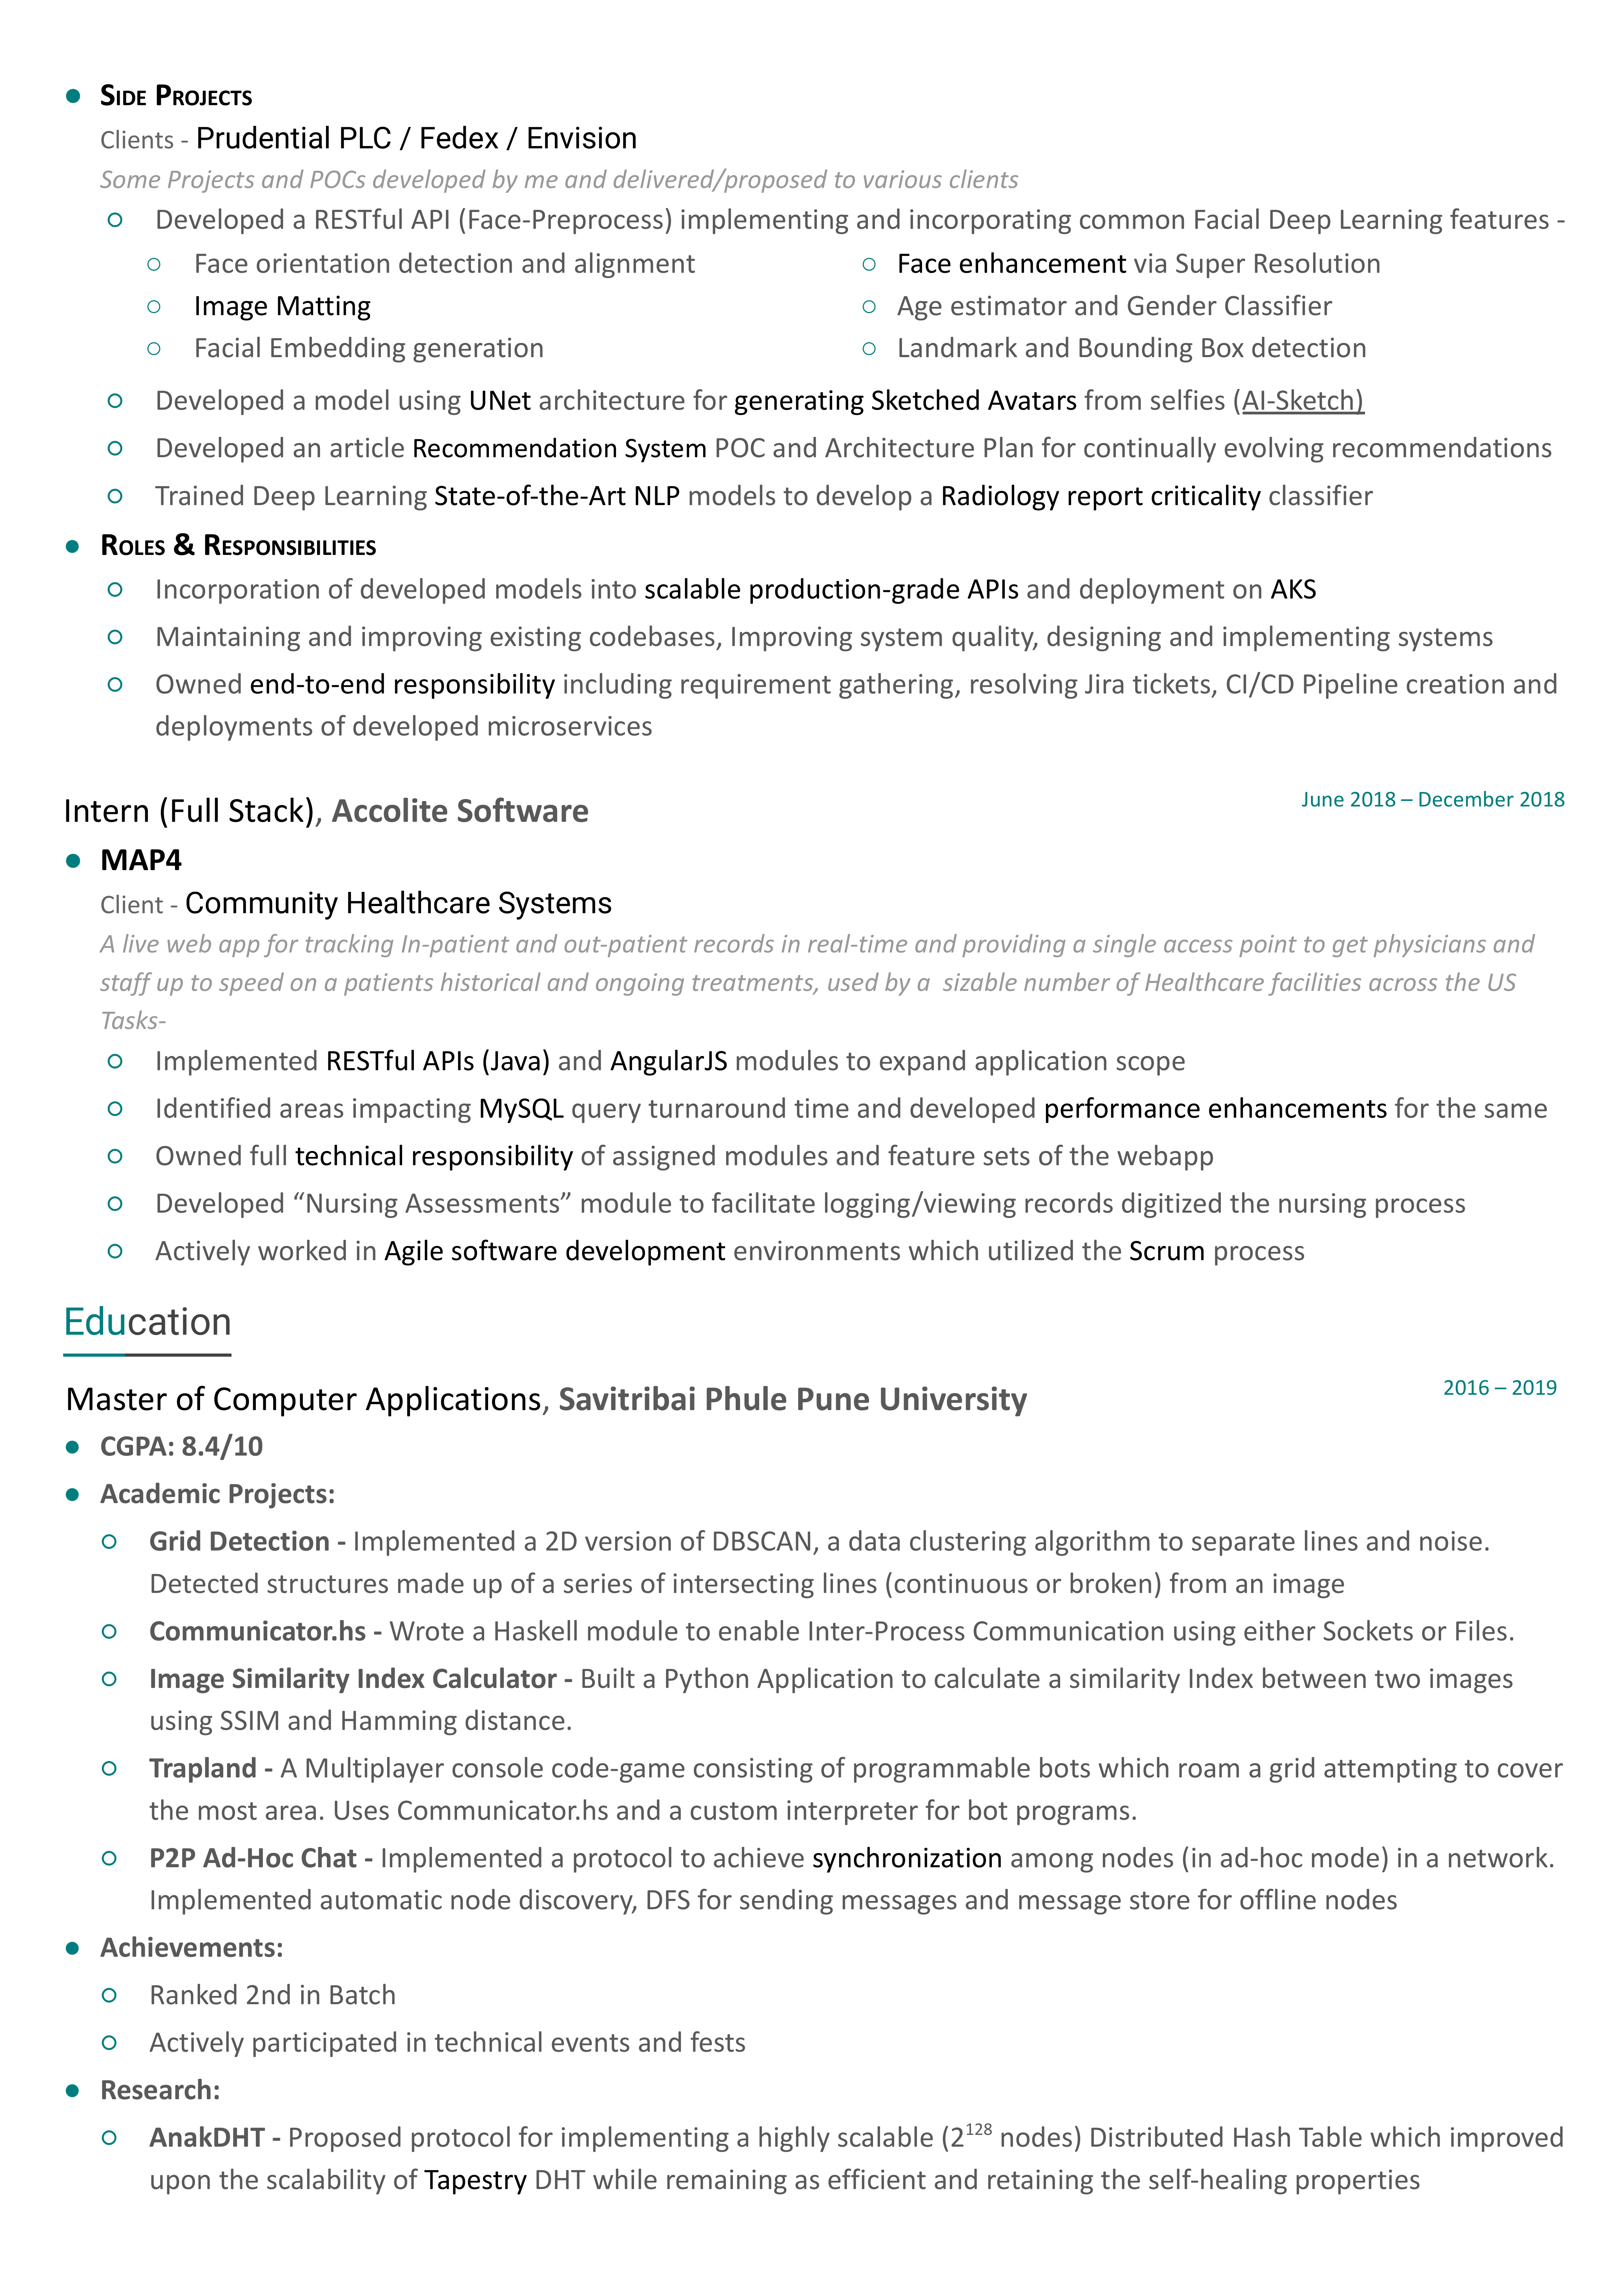 Side Projects
Clients - Prudential PLC / Fedex / Envision
Some Projects and POCs developed by me and delivered/proposed to various clients
Developed a RESTful API (Face-Preprocess) implementing and incorporating common Facial Deep Learning features -
Face orientation detection and alignment
Image Matting
Facial Embedding generation
Face enhancement via Super Resolution
Age estimator and Gender Classifier
Landmark and Bounding Box detection
Developed a model using UNet architecture for generating Sketched Avatars from selfies (AI-Sketch)
Developed an article Recommendation System POC and Architecture Plan for continually evolving recommendations
Trained Deep Learning State-of-the-Art NLP models to develop a Radiology report criticality classifier
Roles & Responsibilities
Incorporation of developed models into scalable production-grade APIs and deployment on AKS
Maintaining and improving existing codebases, Improving system quality, designing and implementing systems
Owned end-to-end responsibility including requirement gathering, resolving Jira tickets, CI/CD Pipeline creation and
deployments of developed microservices
Intern (Full Stack), Accolite Software
June 2018 – December 2018
MAP4
Client - Community Healthcare Systems
A live web app for tracking In-patient and out-patient records in real-time and providing a single access point to get physicians and
staff up to speed on a patients historical and ongoing treatments, used by a sizable number of Healthcare facilities across the US
Tasks-
Implemented RESTful APIs (Java) and AngularJS modules to expand application scope
Identified areas impacting MySQL query turnaround time and developed performance enhancements for the same
Owned full technical responsibility of assigned modules and feature sets of the webapp
Developed “Nursing Assessments” module to facilitate logging/viewing records digitized the nursing process
Actively worked in Agile software development environments which utilized the Scrum process
Education
Master of Computer Applications, Savitribai Phule Pune University
2016 – 2019
CGPA: 8.4/10
Academic Projects:
Grid Detection - Implemented a 2D version of DBSCAN, a data clustering algorithm to separate lines and noise.
Detected structures made up of a series of intersecting lines (continuous or broken) from an image
Communicator.hs - Wrote a Haskell module to enable Inter-Process Communication using either Sockets or Files.
Image Similarity Index Calculator - Built a Python Application to calculate a similarity Index between two images
using SSIM and Hamming distance.
Trapland - A Multiplayer console code-game consisting of programmable bots which roam a grid attempting to cover
the most area. Uses Communicator.hs and a custom interpreter for bot programs.
P2P Ad-Hoc Chat - Implemented a protocol to achieve synchronization among nodes (in ad-hoc mode) in a network.
Implemented automatic node discovery, DFS for sending messages and message store for offline nodes
Achievements:
Ranked 2nd in Batch
Actively participated in technical events and fests
Research:
AnakDHT - Proposed protocol for implementing a highly scalable (2^128 nodes) Distributed Hash Table which improved
upon the scalability of Tapestry DHT while remaining as efficient and retaining the self-healing properties